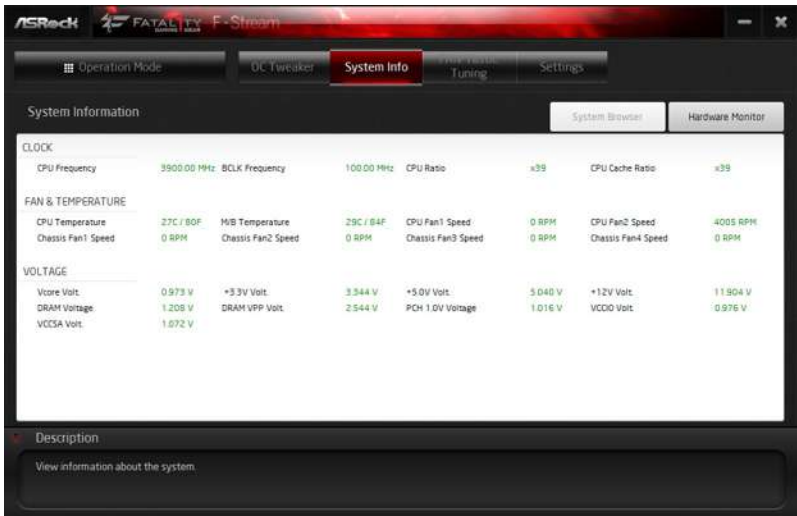 ASRock FATAL1TY GAMING GEAR F-Stream
Operation Mode OC Tweaker System Info Tuning Settings
System Information System Browser Hardware Monitor
CLOCK
CPU Frequency 3900.00 MHz BCLK Frequency 100.00 MHz CPU Ratio x39 CPU Cache Ratio x39
FAN & TEMPERATURE
CPU Temperature 27C / 80F M/B Temperature 29C / 84F CPU Fan1 Speed 0 RPM CPU Fan2 Speed 4005 RPM
Chassis Fan1 Speed 0 RPM Chassis Fan2 Speed 0 RPM Chassis Fan3 Speed 0 RPM Chassis Fan4 Speed 0 RPM
VOLTAGE
Vcore Volt. 0.973 V +3.3V Volt. 3.344 V +5.0V Volt. 5.040 V +12V Volt. 11.904 V
DRAM Voltage 1.208 V DRAM VPP Volt. 2.544 V PCH 1.0V Voltage 1.016 V VCCIO Volt. 0.976 V
VCCSA Volt. 1.072 V
Description
View information about the system.